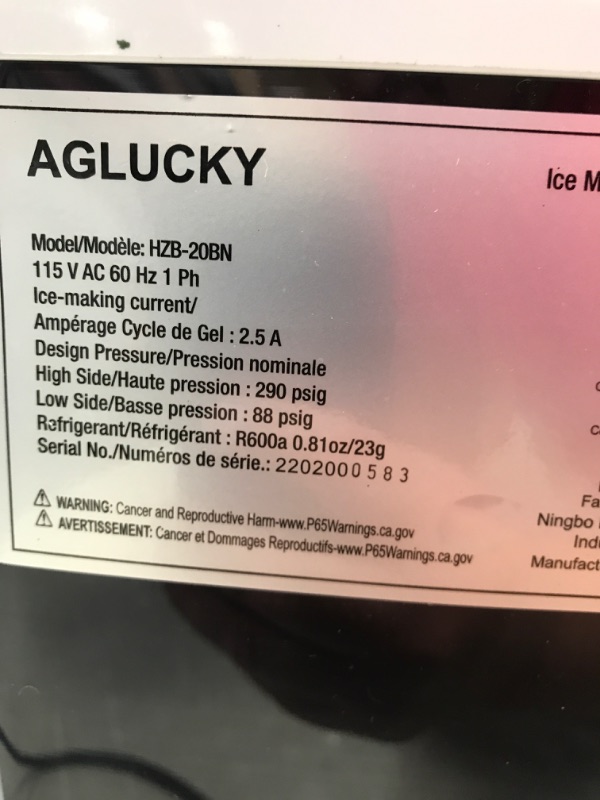 AGLUCKY
Ice M
Model/Modèle: HZB-20BN
115 V AC 60 Hz 1 Ph
Ice-making current/
Ampérage Cycle de Gel : 2.5 A
Design Pressure/Pression nominale
High Side/Haute pression : 290 psig
Low Side/Basse pression : 88 psig
Refrigerant/Réfrigérant : R600a 0.81oz/23g
Serial No./Numéros de série.: 2202000583
WARNING: Cancer and Reproductive Harm-www.P65Warnings.ca.gov
AVERTISSEMENT: Cancer et Dommages Reproductifs-www.P65Warnings.ca.gov
Fa
Ningbo
Ind
Manufact